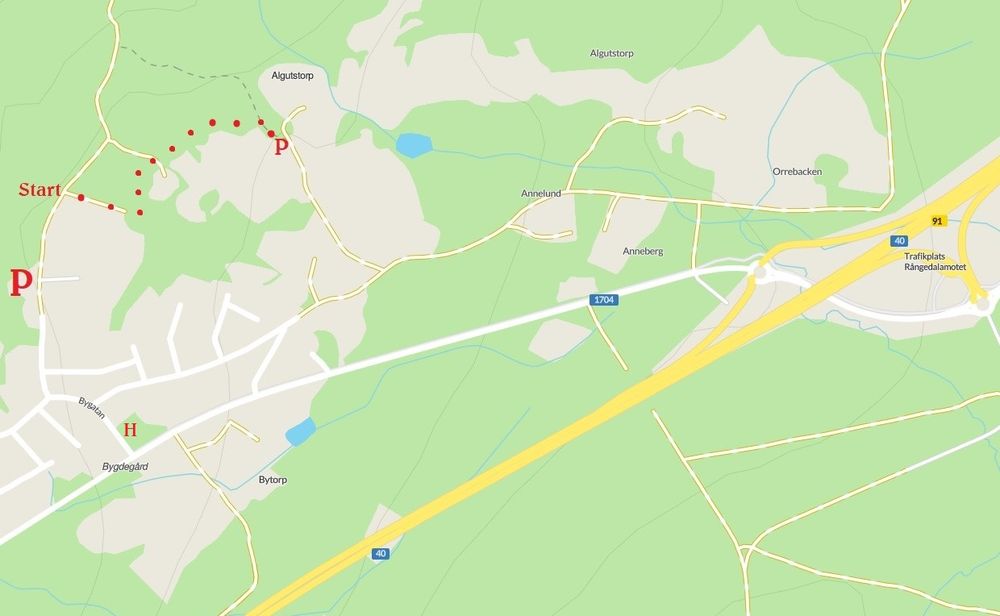 Algutstorp
Algutstorp
P
Orrebacken
Start
Annelund
91
40
Anneberg
Trafikplats
Rångedalamotet
P
1704
Bygatan
H
Bygdegård
Bytorp
40